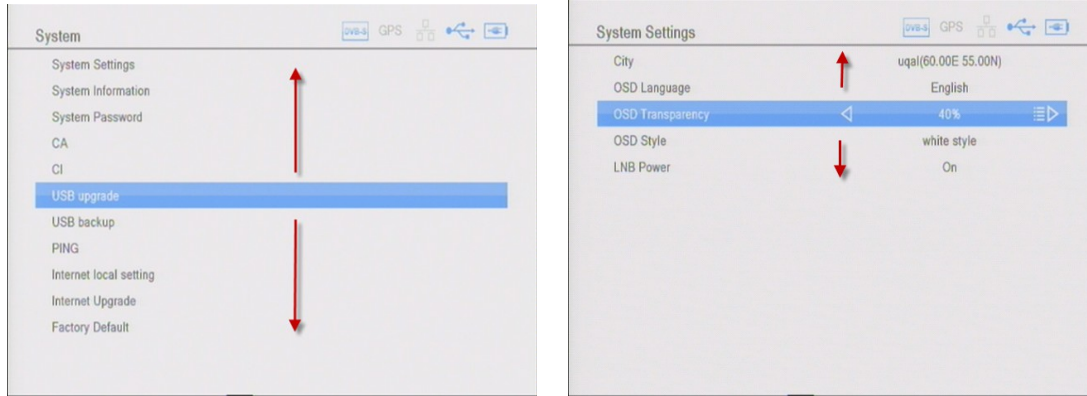 System
DVB-S GPS
System Settings
System Information
System Password
CA
CI
USB upgrade
USB backup
PING
Internet local setting
Internet Upgrade
Factory Default
System Settings
DVB-S GPS
City uqal(60.00E 55.00N)
OSD Language English
OSD Transparency 40%
OSD Style white style
LNB Power On